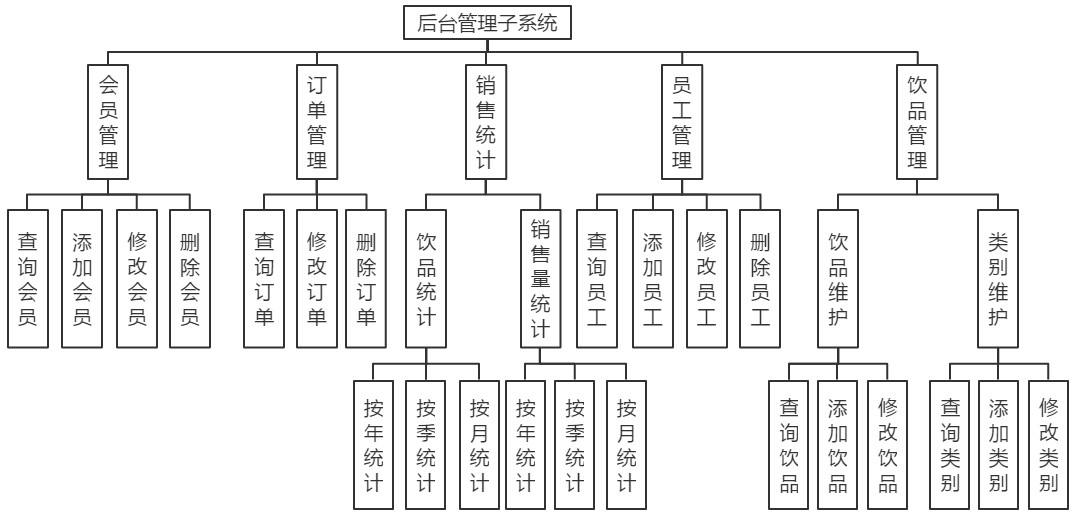 后台管理子系统
会员管理
订单管理
销售统计
员工管理
饮品管理
查询会员
添加会员
修改会员
删除会员
查询订单
修改订单
删除订单
饮品统计
销售量统计
查询员工
添加员工
修改员工
删除员工
饮品维护
类别维护
按年统计
按季统计
按月统计
按年统计
按季统计
按月统计
查询饮品
添加饮品
修改饮品
查询类别
添加类别
修改类别